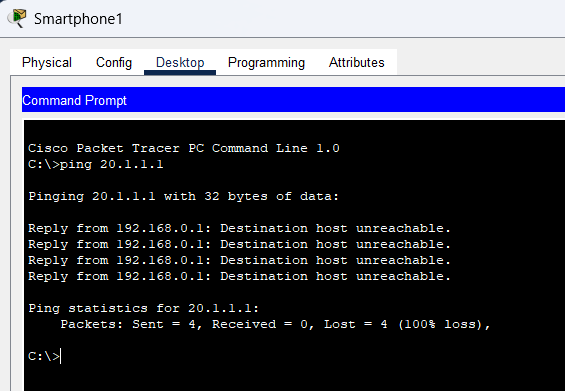 Smartphone1
Physical Config Desktop Programming Attributes
Command Prompt
Cisco Packet Tracer PC Command Line 1.0
C:\>ping 20.1.1.1
Pinging 20.1.1.1 with 32 bytes of data:
Reply from 192.168.0.1: Destination host unreachable.
Reply from 192.168.0.1: Destination host unreachable.
Reply from 192.168.0.1: Destination host unreachable.
Reply from 192.168.0.1: Destination host unreachable.
Ping statistics for 20.1.1.1:
    Packets: Sent = 4, Received = 0, Lost = 4 (100% loss),
C:\>